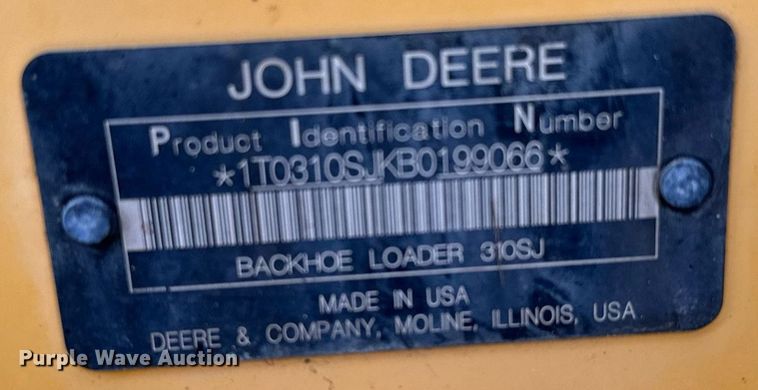 JOHN DEERE
Product Identification Number
*1T0310SJKB0199066*
BACKHOE LOADER 310SJ
MADE IN USA
DEERE & COMPANY, MOLINE, ILLINOIS, USA
Purple Wave Auction